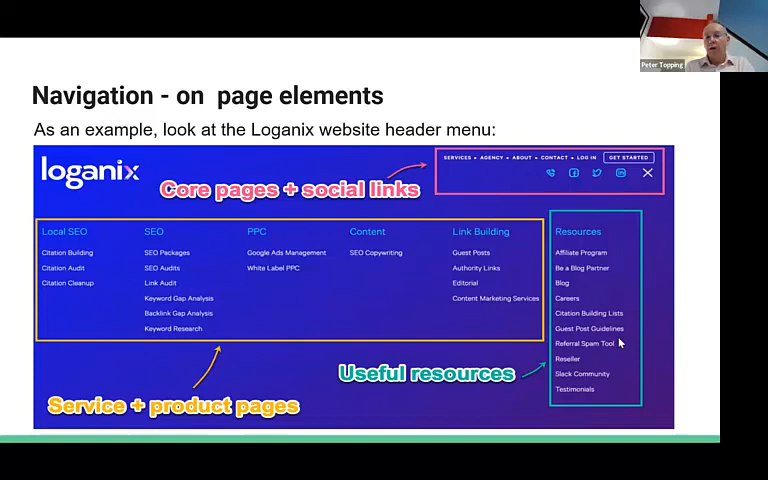 Peter Topping
Navigation - on page elements
As an example, look at the Loganix website header menu:
loganix
SERVICES AGENCY ABOUT CONTACT LOG IN GET STARTED
Core pages + social links
Local SEO
Citation Building
Citation Audit
Citation Cleanup
SEO
SEO Packages
SEO Audits
Link Audit
Keyword Gap Analysis
Backlink Gap Analysis
Keyword Research
PPC
Google Ads Management
White Label PPC
Content
SEO Copywriting
Link Building
Guest Posts
Authority Links
Editorial
Content Marketing Services
Resources
Affiliate Program
Be a Blog Partner
Blog
Careers
Citation Building Lists
Guest Post Guidelines
Referral Spam Tool
Reseller
Slack Community
Testimonials
Useful resources
Service + product pages